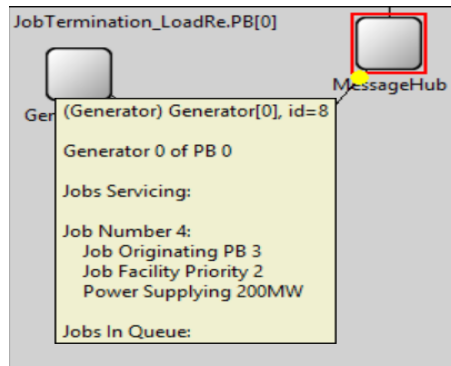 JobTermination_LoadRe.PB[0]
MessageHub
Gen
(Generator) Generator[0], id=8
Generator 0 of PB 0
Jobs Servicing:
Job Number 4:
Job Originating PB 3
Job Facility Priority 2
Power Supplying 200MW
Jobs In Queue: